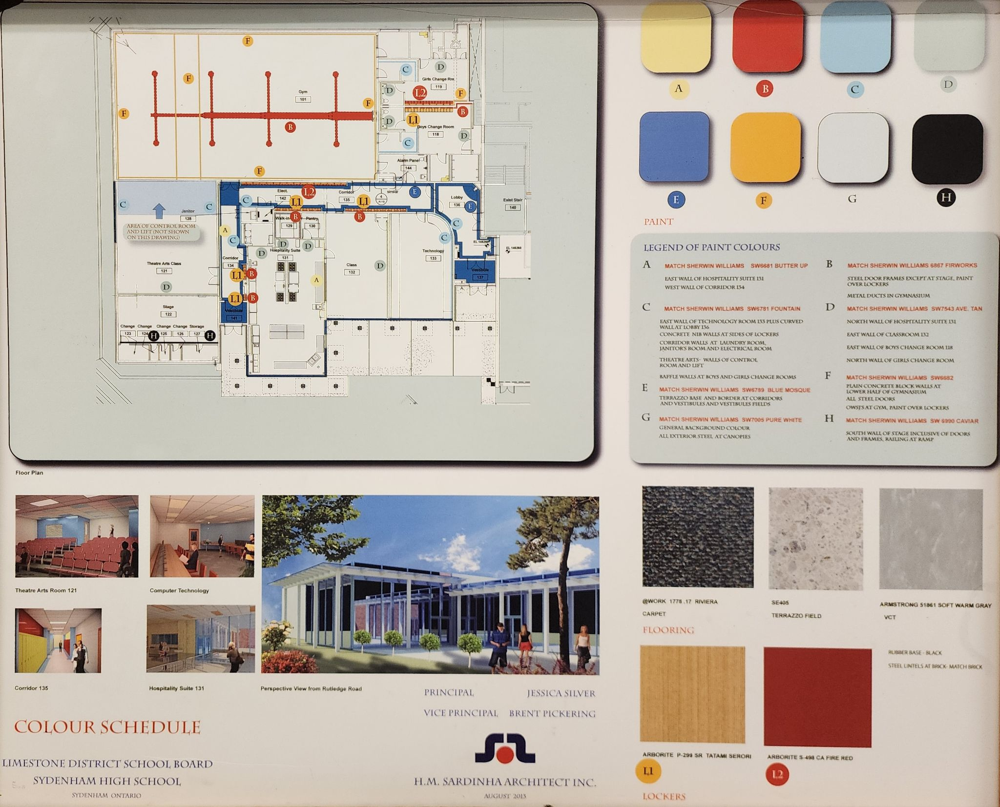 F
F
F
F
F
Gym
101
B
C
D
Girls Change Rm.
119
D
L2
F
B
L1
D
Boys Change Room
118
D
C
Alarm Panel
144
C
C
Janitor
128
AREA OF CONTROL ROOM
AND LIFT (NOT SHOWN
ON THIS DRAWING)
Elect.
142
L2
Corridor
135
similar
4
A110
E
C
L1
L1
B
B
Walk-in
129
Pantry
130
Lobby
136
E
C
C
Exist Stair
140
A
C
D
D
D
Hospitality Suite
131
EL 146260
EL 146260
Technology
133
Corridor
134
Class
132
D
Theatre Arts Class
121
D
L1
B
L1
B
A
Vestibule
137
Vestibule
141
Stage
122
Change Change Change Change Storage
123 124 125 126 127
H
H
Floor Plan
A
B
C
D
E
F
G
H
PAINT
LEGEND OF PAINT COLOURS
A MATCH SHERWIN WILLIAMS SW6681 BUTTER UP
EAST WALL OF HOSPITALITY SUITE 131
WEST WALL OF CORRIDOR 134
B MATCH SHERWIN WILLIAMS 6867 FIRWORKS
STEEL DOOR FRAMES EXCEPT AT STAGE, PAINT
OVER LOCKERS
METAL DUCTS IN GYMNASIUM
C MATCH SHERWIN WILLIAMS SW6781 FOUNTAIN
EAST WALL OF TECHNOLOGY ROOM 133 PLUS CURVED
WALL AT LOBBY 136
CONCRETE NIB WALLS AT SIDES OF LOCKERS
CORRIDOR WALLS AT LAUNDRY ROOM,
JANITOR'S ROOM AND ELECTRICAL ROOM
THEATRE ARTS- WALLS OF CONTROL
ROOM AND LIFT
BAFFLE WALLS AT BOYS AND GIRLS CHANGE ROOMS
D MATCH SHERWIN WILLIAMS SW7543 AVE. TAN
NORTH WALL OF HOSPITALITY SUITE 131
EAST WALL OF CLASSROOM 132
EAST WALL OF BOYS CHANGE ROOM 118
NORTH WALL OF GIRLS CHANGE ROOM
E MATCH SHERWIN WILLIAMS SW6789 BLUE MOSQUE
TERRAZZO BASE AND BORDER AT CORRIDORS
AND VESTIBULES AND VESTIBULES FIELDS
F MATCH SHERWIN WILLIAMS SW6682
PLAIN CONCRETE BLOCK WALLS AT
LOWER HALF OF GYMNASIUM
ALL STEEL DOORS
OWSJS AT GYM, PAINT OVER LOCKERS
G MATCH SHERWIN WILLIAMS SW7005 PURE WHITE
GENERAL BACKGROUND COLOUR
ALL EXTERIOR STEEL AT CANOPIES
H MATCH SHERWIN WILLIAMS SW 6990 CAVIAR
SOUTH WALL OF STAGE INCLUSIVE OF DOORS
AND FRAMES, RAILING AT RAMP
Theatre Arts Room 121
Computer Technology
Corridor 135
Hospitality Suite 131
Perspective View from Rutledge Road
@WORK 1778 .17 RIVIERA
CARPET
SE405
TERRAZZO FIELD
ARMSTRONG 51861 SOFT WARM GRAY
VCT
FLOORING
RUBBER BASE - BLACK
STEEL LINTELS AT BRICK- MATCH BRICK
ARBORITE P-299 SR TATAMI SERORI
ARBORITE S-498 CA FIRE RED
L1
L2
LOCKERS
PRINCIPAL JESSICA SILVER
VICE PRINCIPAL BRENT PICKERING
COLOUR SCHEDULE
LIMESTONE DISTRICT SCHOOL BOARD
SYDENHAM HIGH SCHOOL
SYDENHAM ONTARIO
H.M. SARDINHA ARCHITECT INC.
AUGUST 2013